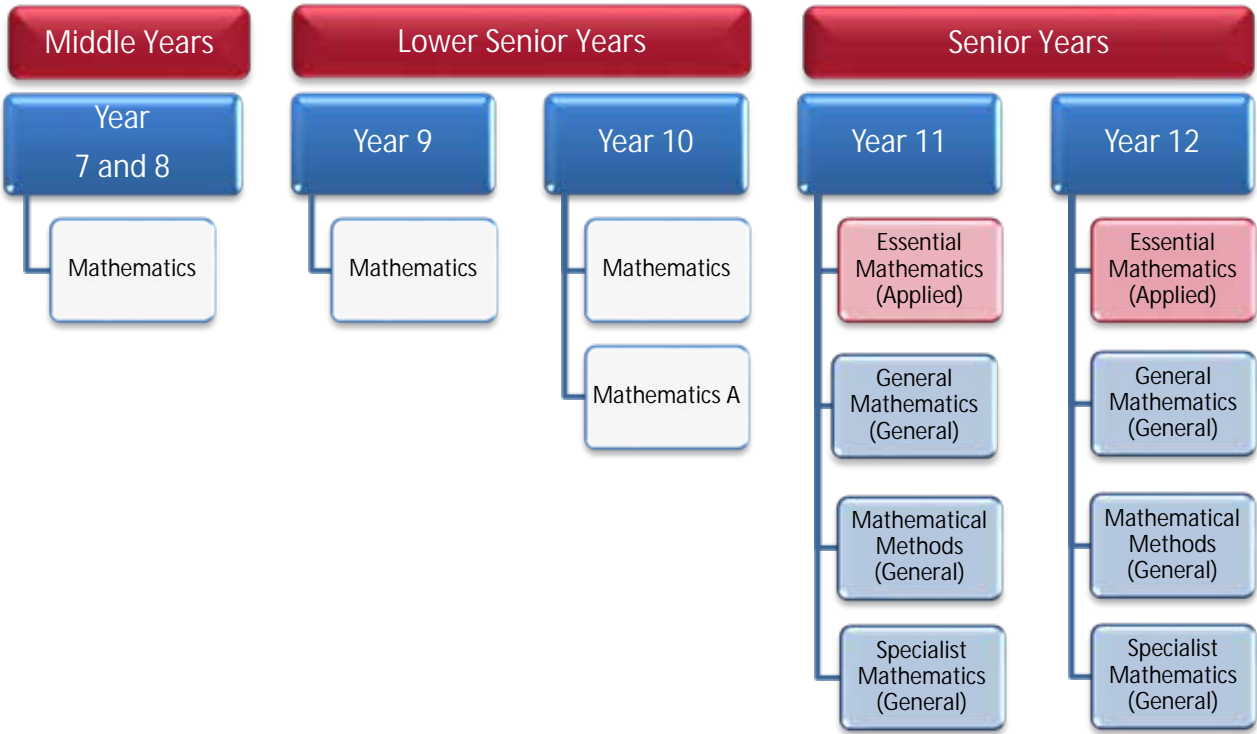 Middle Years
Lower Senior Years
Senior Years
Year
7 and 8
Year 9
Year 10
Year 11
Year 12
Mathematics
Mathematics
Mathematics
Mathematics A
Essential
Mathematics
(Applied)
General
Mathematics
(General)
Mathematical
Methods
(General)
Specialist
Mathematics
(General)
Essential
Mathematics
(Applied)
General
Mathematics
(General)
Mathematical
Methods
(General)
Specialist
Mathematics
(General)